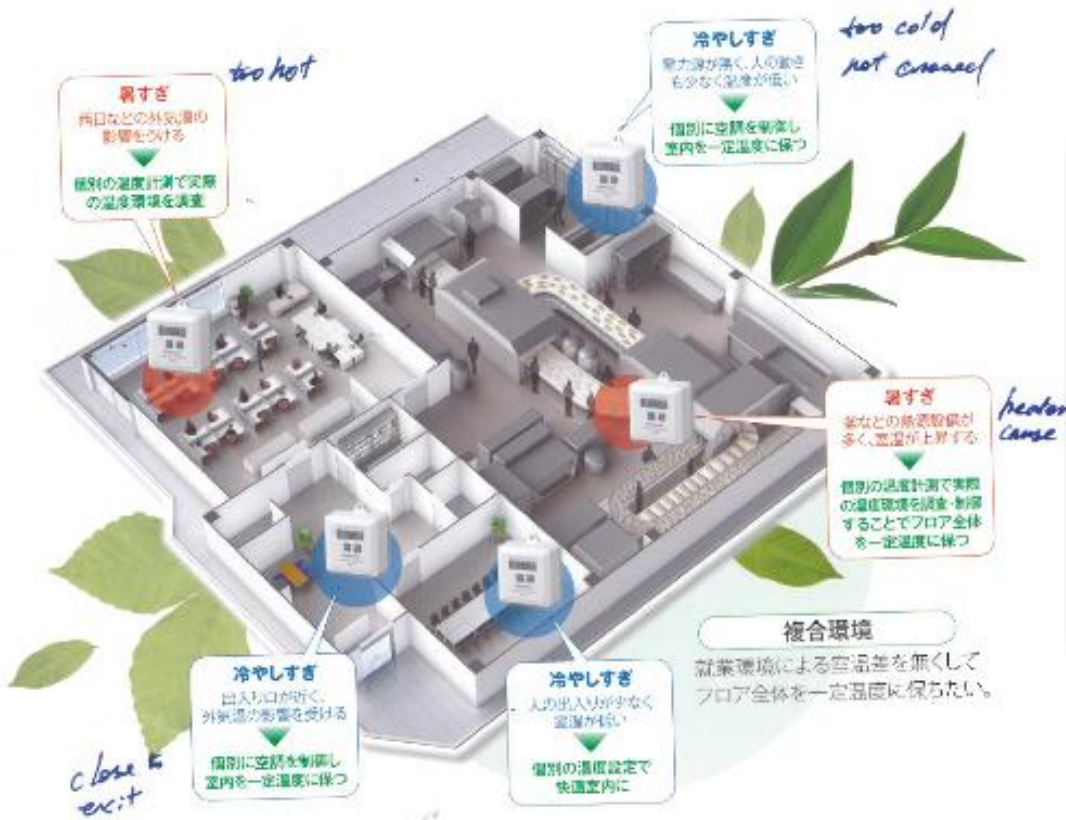 too hot
暑すぎ
西日などの外気温の
影響をうける
個別の温度計測で実際
の温度環境を調査
too cold
冷やしすぎ
電力源が無く、人の動き
も少なく温度が低い
個別に空調を制御し
室内を一定温度に保つ
暑すぎ
釜などの熱源設備が
多く、室温が上昇する
個別の温度計測で実際
の温度環境を調査・制御
することでフロア全体
を一定温度に保つ
cause
複合環境
就業環境による室温差を無くして
フロア全体を一定温度に保ちたい。
冷やしすぎ
出入り口が近く、
外気温の影響を受ける
個別に空調を制御し
室内を一定温度に保つ
close to
exit
冷やしすぎ
人の出入りが少なく
室温が低い
個別の温度設定で
快適室内に